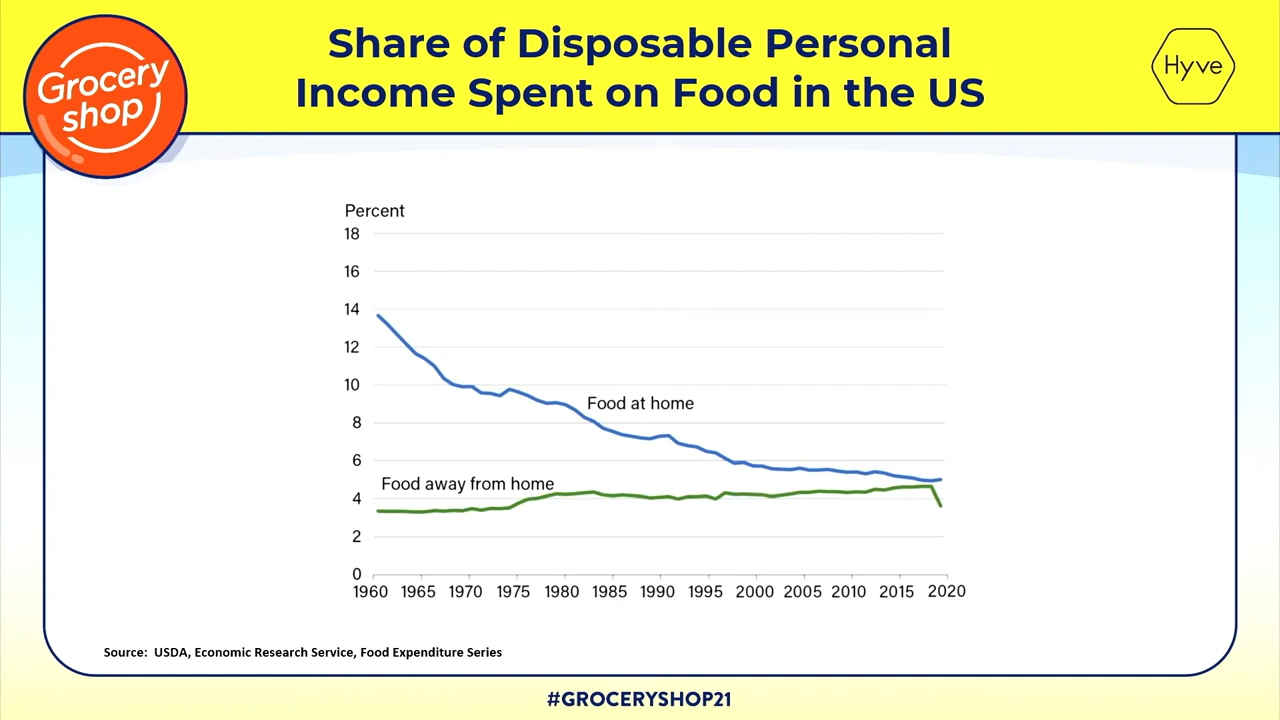 Grocery
shop
Share of Disposable Personal
Income Spent on Food in the US
Hyve
Percent
18
16
14
12
10
8
6
4
2
0
Food at home
Food away from home
1960 1965 1970 1975 1980 1985 1990 1995 2000 2005 2010 2015 2020
Source: USDA, Economic Research Service, Food Expenditure Series
#GROCERYSHOP21